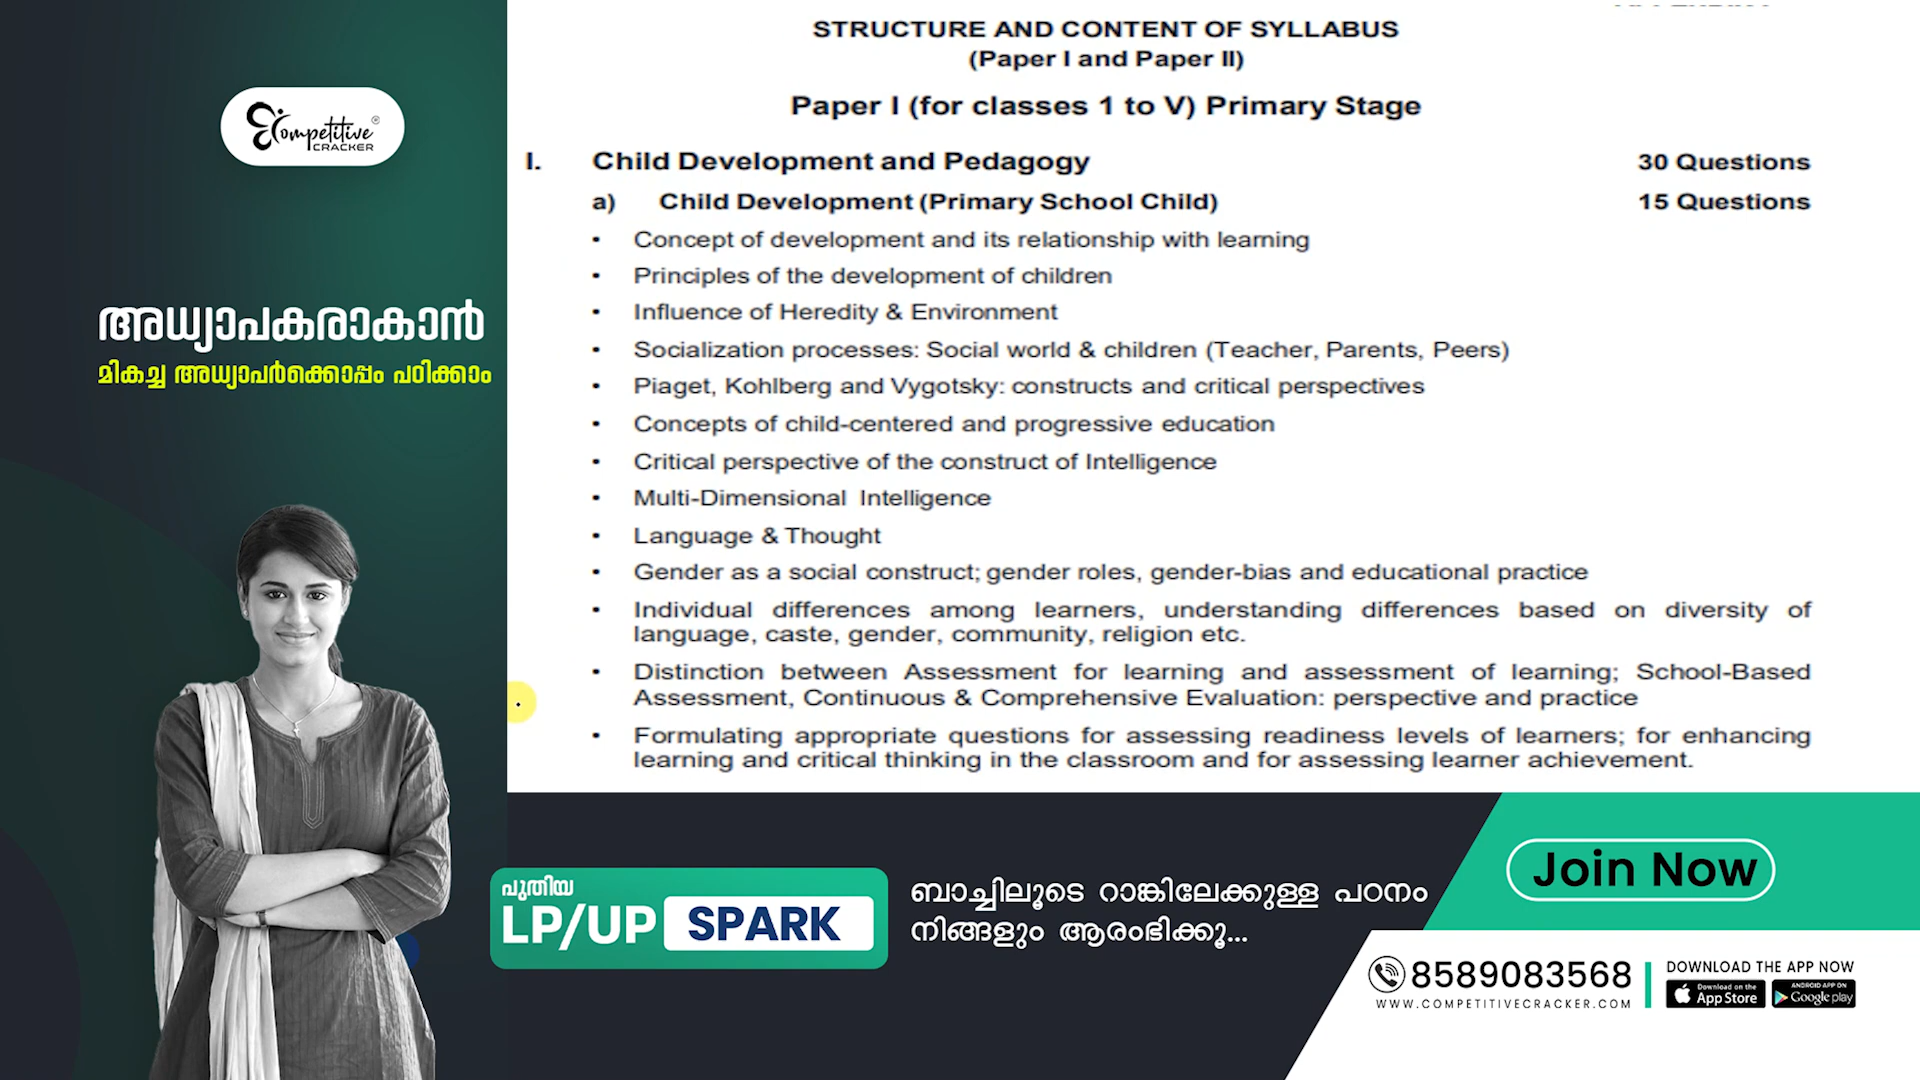 Competitive
CRACKER
അധ്യാപകരാകാൻ
മികച്ച അധ്യാപർക്കൊപ്പം പഠിക്കാം
STRUCTURE AND CONTENT OF SYLLABUS
(Paper I and Paper II)
Paper I (for classes 1 to V) Primary Stage
I. Child Development and Pedagogy 30 Questions
a) Child Development (Primary School Child) 15 Questions
• Concept of development and its relationship with learning
• Principles of the development of children
• Influence of Heredity & Environment
• Socialization processes: Social world & children (Teacher, Parents, Peers)
• Piaget, Kohlberg and Vygotsky: constructs and critical perspectives
• Concepts of child-centered and progressive education
• Critical perspective of the construct of Intelligence
• Multi-Dimensional Intelligence
• Language & Thought
• Gender as a social construct; gender roles, gender-bias and educational practice
• Individual differences among learners, understanding differences based on diversity of
language, caste, gender, community, religion etc.
• Distinction between Assessment for learning and assessment of learning; School-Based
Assessment, Continuous & Comprehensive Evaluation: perspective and practice
• Formulating appropriate questions for assessing readiness levels of learners; for enhancing
learning and critical thinking in the classroom and for assessing learner achievement.
പുതിയ
LP/UP SPARK
ബാച്ചിലൂടെ റാങ്കിലേക്കുള്ള പഠനം
നിങ്ങളും ആരംഭിക്കൂ...
Join Now
8589083568
WWW.COMPETITIVECRACKER.COM
DOWNLOAD THE APP NOW
Download on the
App Store
ANDROID APP ON
Google play